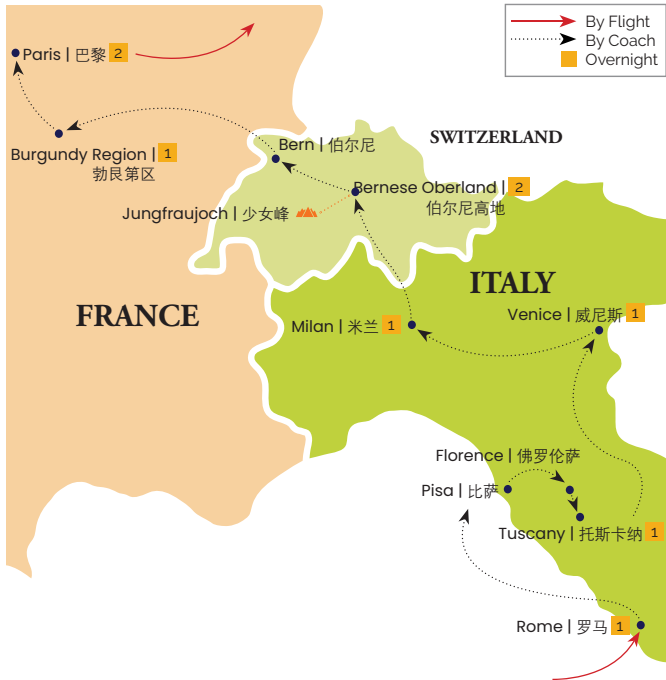 By Flight
By Coach
Overnight
Paris | 巴黎 2
Burgundy Region | 1
勃艮第区
Bern | 伯尔尼
SWITZERLAND
Bernese Oberland | 2
伯尔尼高地
Jungfraujoch | 少女峰
FRANCE
ITALY
Venice | 威尼斯 1
Milan | 米兰 1
Florence | 佛罗伦萨
Pisa | 比萨
Tuscany | 托斯卡纳 1
Rome | 罗马 1